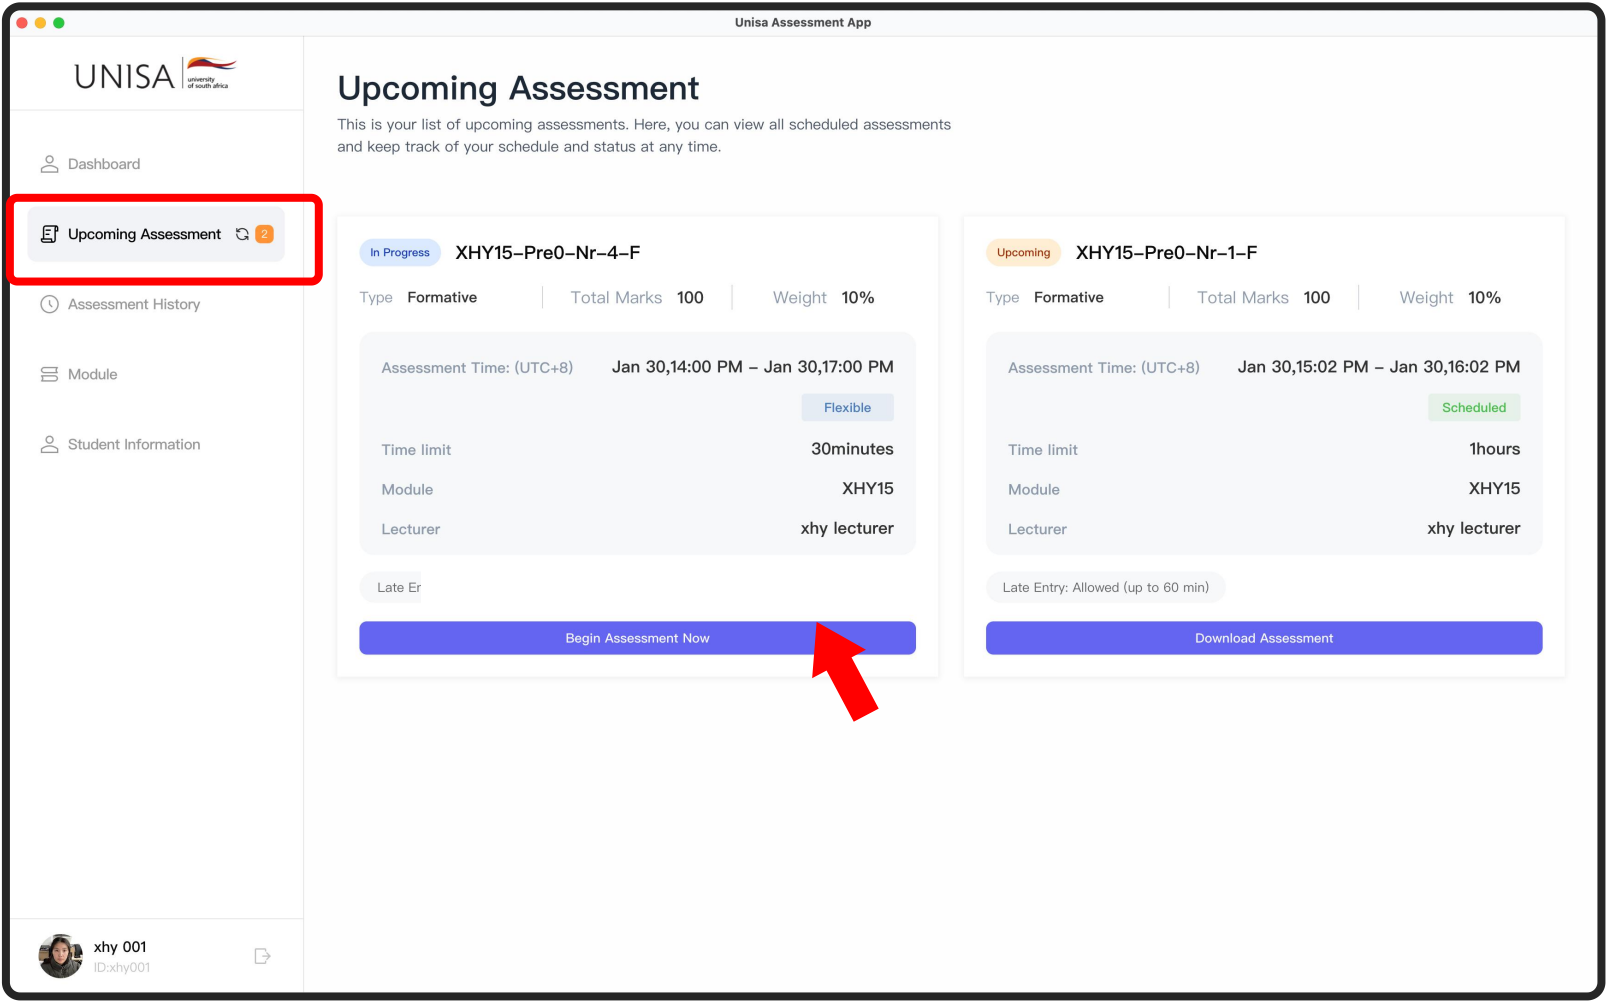 Unisa Assessment App
UNISA
university
of south africa
Dashboard
Upcoming Assessment 2
Assessment History
Module
Student Information
xhy 001
ID:xhy001
Upcoming Assessment
This is your list of upcoming assessments. Here, you can view all scheduled assessments
and keep track of your schedule and status at any time.
In Progress XHY15-Pre0-Nr-4-F
Type Formative Total Marks 100 Weight 10%
Assessment Time: (UTC+8) Jan 30,14:00 PM - Jan 30,17:00 PM
Flexible
Time limit 30minutes
Module XHY15
Lecturer xhy lecturer
Late Er
Begin Assessment Now
Upcoming XHY15-Pre0-Nr-1-F
Type Formative Total Marks 100 Weight 10%
Assessment Time: (UTC+8) Jan 30,15:02 PM - Jan 30,16:02 PM
Scheduled
Time limit 1hours
Module XHY15
Lecturer xhy lecturer
Late Entry: Allowed (up to 60 min)
Download Assessment